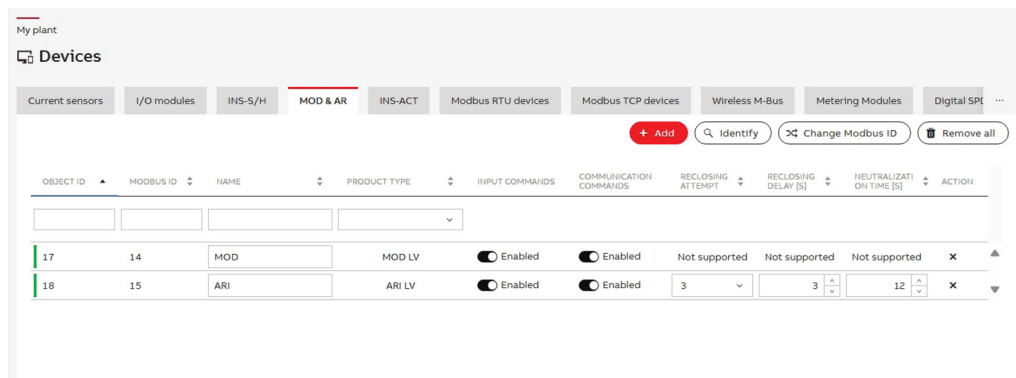 My plant
Devices
Current sensors I/O modules INS-S/H MOD & AR INS-ACT Modbus RTU devices Modbus TCP devices Wireless M-Bus Metering Modules Digital SPD ...
+ Add Identify Change Modbus ID Remove all
OBJECT ID MODBUS ID NAME PRODUCT TYPE INPUT COMMANDS COMMUNICATION COMMANDS RECLOSING ATTEMPT RECLOSING DELAY [S] NEUTRALIZATI ON TIME [S] ACTION
17 14 MOD MOD LV Enabled Enabled Not supported Not supported Not supported ×
18 15 ARI ARI LV Enabled Enabled 3 3 12 ×